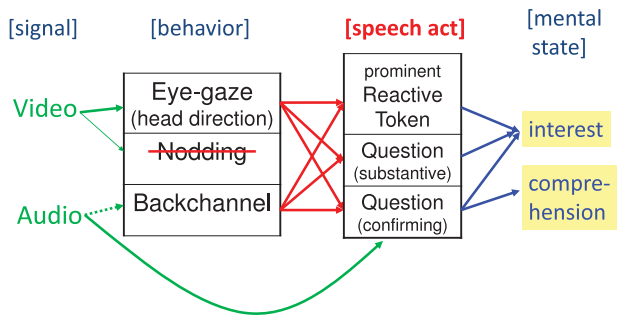 [signal]
[behavior]
[speech act]
[mental
state]
Video
Audio
Eye-gaze
(head direction)
Nodding
Backchannel
prominent
Reactive
Token
Question
(substantive)
Question
(confirming)
interest
compre-
hension